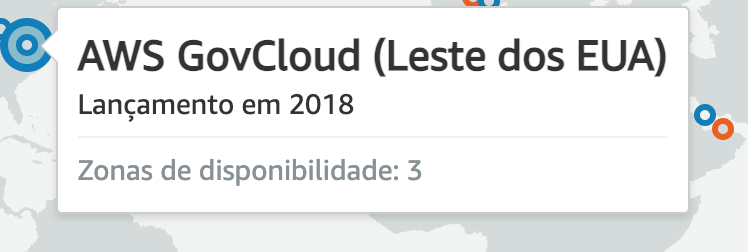 AWS GovCloud (Leste dos EUA)
Lançamento em 2018
Zonas de disponibilidade: 3